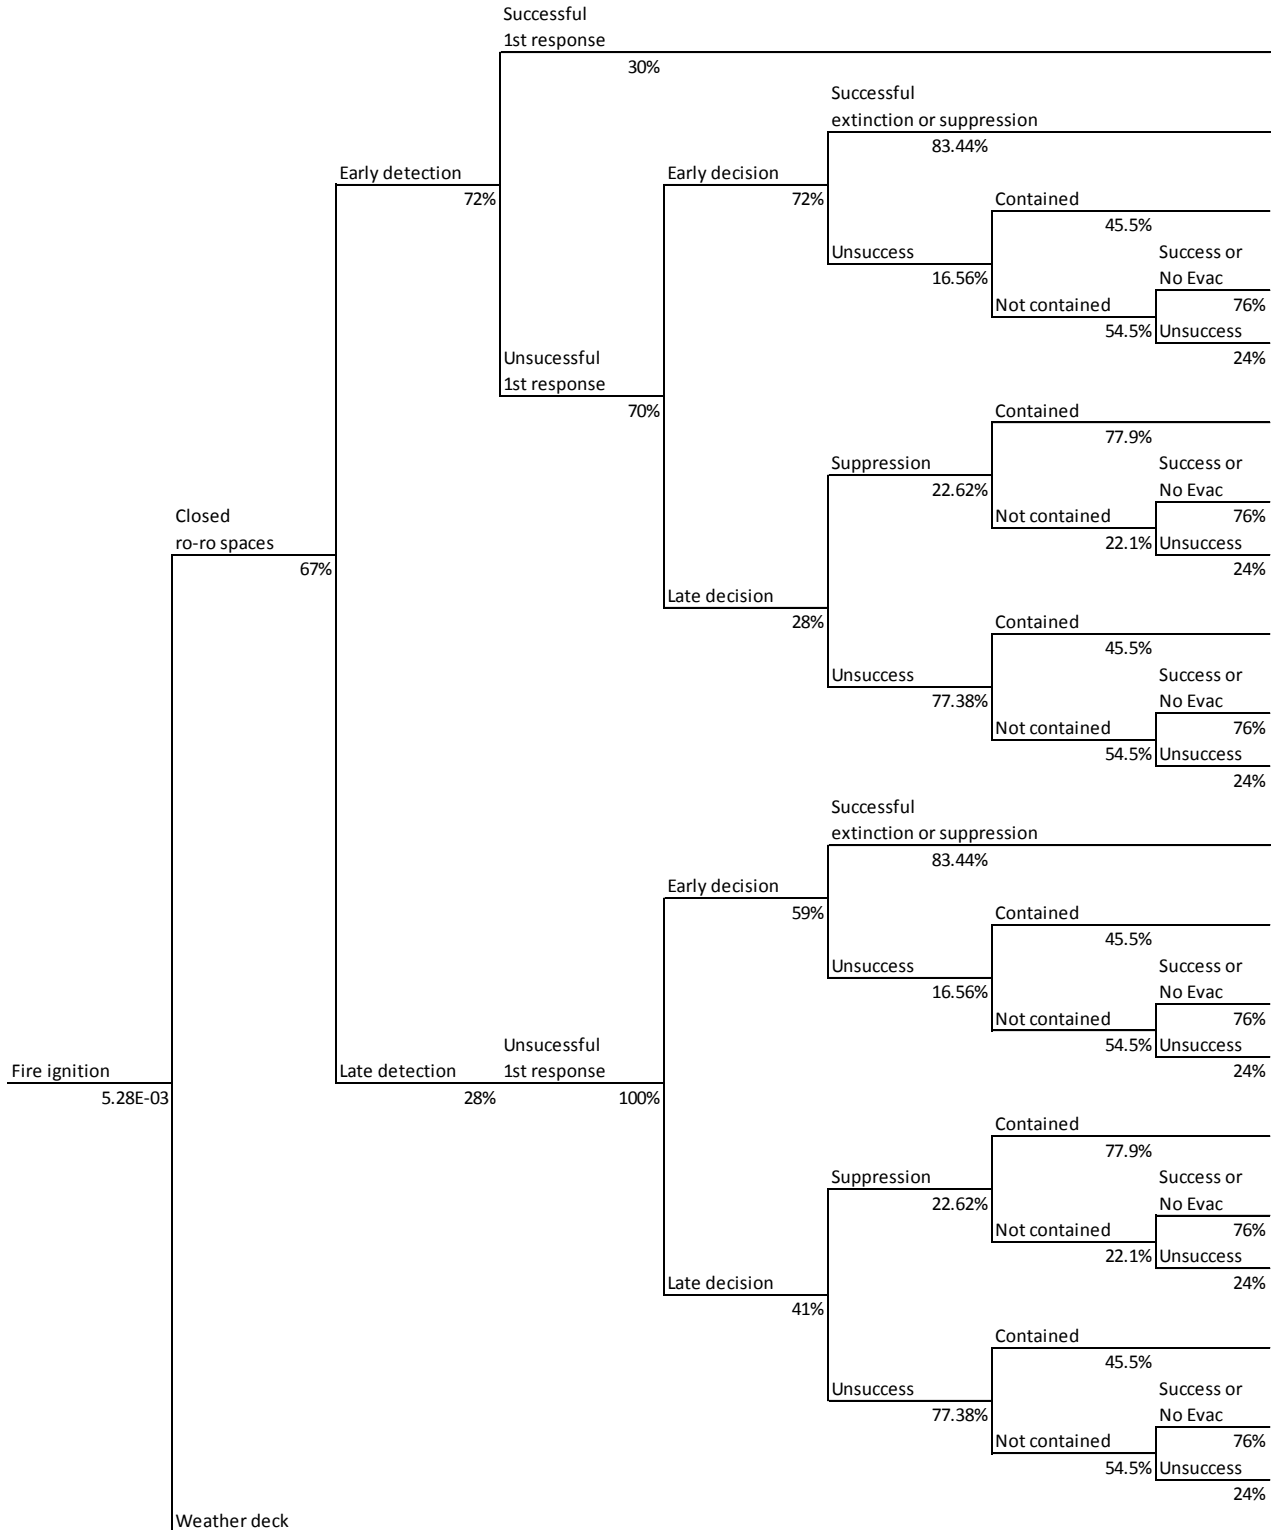 Successful
1st response
30%
Successful
extinction or suppression
83.44%
Early detection
72%
Early decision
72%
Contained
45.5%
Unsuccess
16.56%
Success or
No Evac
76%
Not contained
54.5%
Unsuccess
24%
Unsucessful
1st response
70%
Contained
77.9%
Suppression
22.62%
Success or
No Evac
76%
Not contained
22.1%
Unsuccess
24%
Closed
ro-ro spaces
67%
Late decision
28%
Contained
45.5%
Unsuccess
77.38%
Success or
No Evac
76%
Not contained
54.5%
Unsuccess
24%
Successful
extinction or suppression
83.44%
Early decision
59%
Contained
45.5%
Unsuccess
16.56%
Success or
No Evac
76%
Not contained
54.5%
Unsuccess
24%
Fire ignition
5.28E-03
Late detection
28%
Unsucessful
1st response
100%
Contained
77.9%
Suppression
22.62%
Success or
No Evac
76%
Not contained
22.1%
Unsuccess
24%
Late decision
41%
Contained
45.5%
Unsuccess
77.38%
Success or
No Evac
76%
Not contained
54.5%
Unsuccess
24%
Weather deck